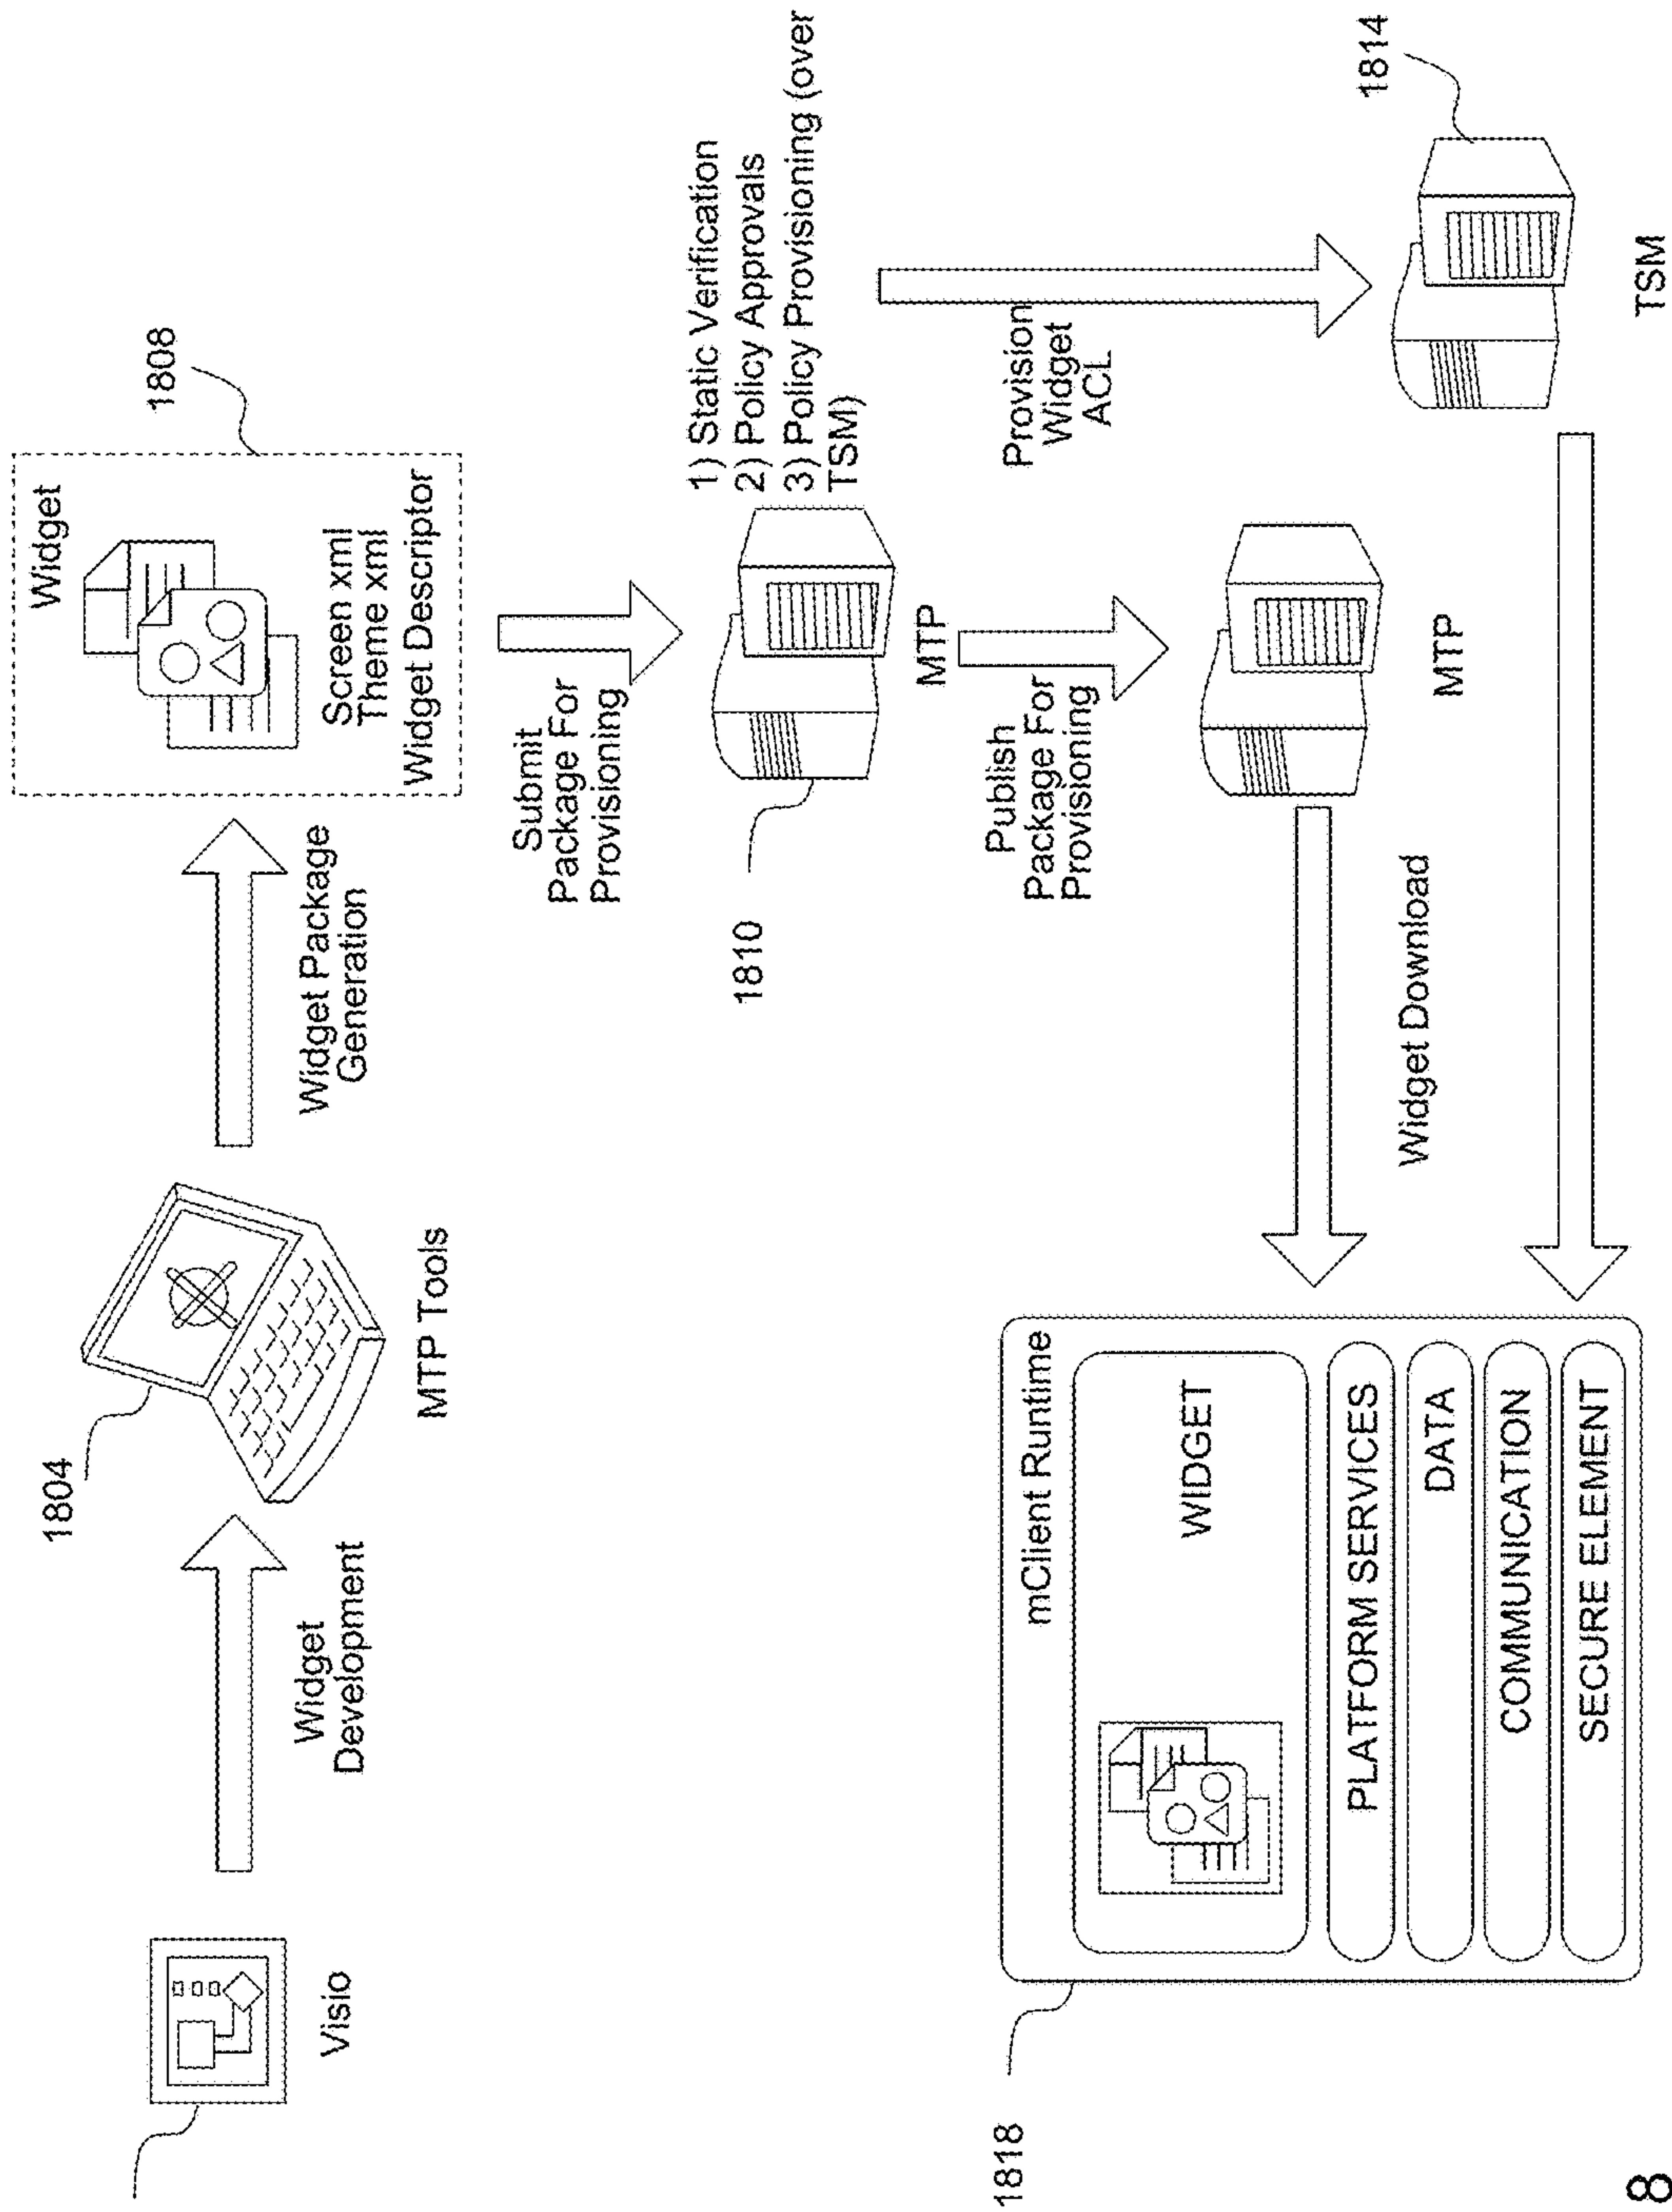 Visio
Widget
Development
1804
MTP Tools
Widget Package
Generation
1808
Widget
Screen xml
Theme xml
Widget Descriptor
Submit
Package For
Provisioning
1810
1) Static Verification
2) Policy Approvals
3) Policy Provisioning (over
TSM)
MTP
Publish
Package For
Provisioning
Provision
Widget
ACL
1814
MTP
TSM
Widget Download
1818
mClient Runtime
WIDGET
PLATFORM SERVICES
DATA
COMMUNICATION
SECURE ELEMENT
8